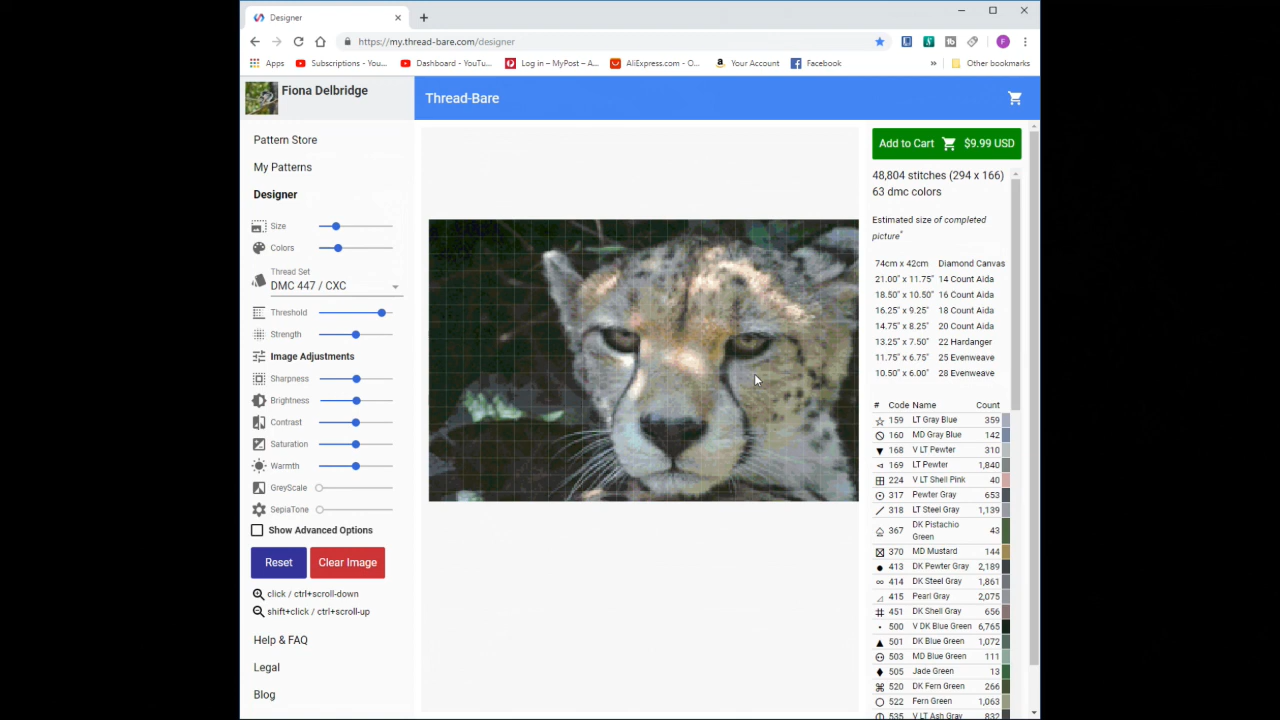 Designer
https://my.thread-bare.com/designer
F
Apps
Subscriptions - You...
Dashboard - YouTu...
Log in – MyPost – A...
AliExpress.com - O...
Your Account
Facebook
»
Other bookmarks
Fiona Delbridge
Thread-Bare
Pattern Store
My Patterns
Designer
Size
Colors
Thread Set
DMC 447 / CXC
Threshold
Strength
Image Adjustments
Sharpness
Brightness
Contrast
Saturation
Warmth
GreyScale
SepiaTone
Show Advanced Options
Reset
Clear Image
click / ctrl+scroll-down
shift+click / ctrl+scroll-up
Help & FAQ
Legal
Blog
Add to Cart $9.99 USD
48,804 stitches (294 x 166)
63 dmc colors
Estimated size of completed
picture*
74cm x 42cm Diamond Canvas
21.00" x 11.75" 14 Count Aida
18.50" x 10.50" 16 Count Aida
16.25" x 9.25" 18 Count Aida
14.75" x 8.25" 20 Count Aida
13.25" x 7.50" 22 Hardanger
11.75" x 6.75" 25 Evenweave
10.50" x 6.00" 28 Evenweave
# Code Name Count
159 LT Gray Blue 359
160 MD Gray Blue 142
168 V LT Pewter 310
169 LT Pewter 1,840
224 V LT Shell Pink 40
317 Pewter Gray 653
318 LT Steel Gray 1,139
367 DK Pistachio
Green 43
370 MD Mustard 144
413 DK Pewter Gray 2,189
414 DK Steel Gray 1,861
415 Pearl Gray 2,075
451 DK Shell Gray 656
500 V DK Blue Green 6,765
501 DK Blue Green 1,072
503 MD Blue Green 111
505 Jade Green 13
520 DK Fern Green 266
522 Fern Green 1,063
535 V LT Ash Gray 832